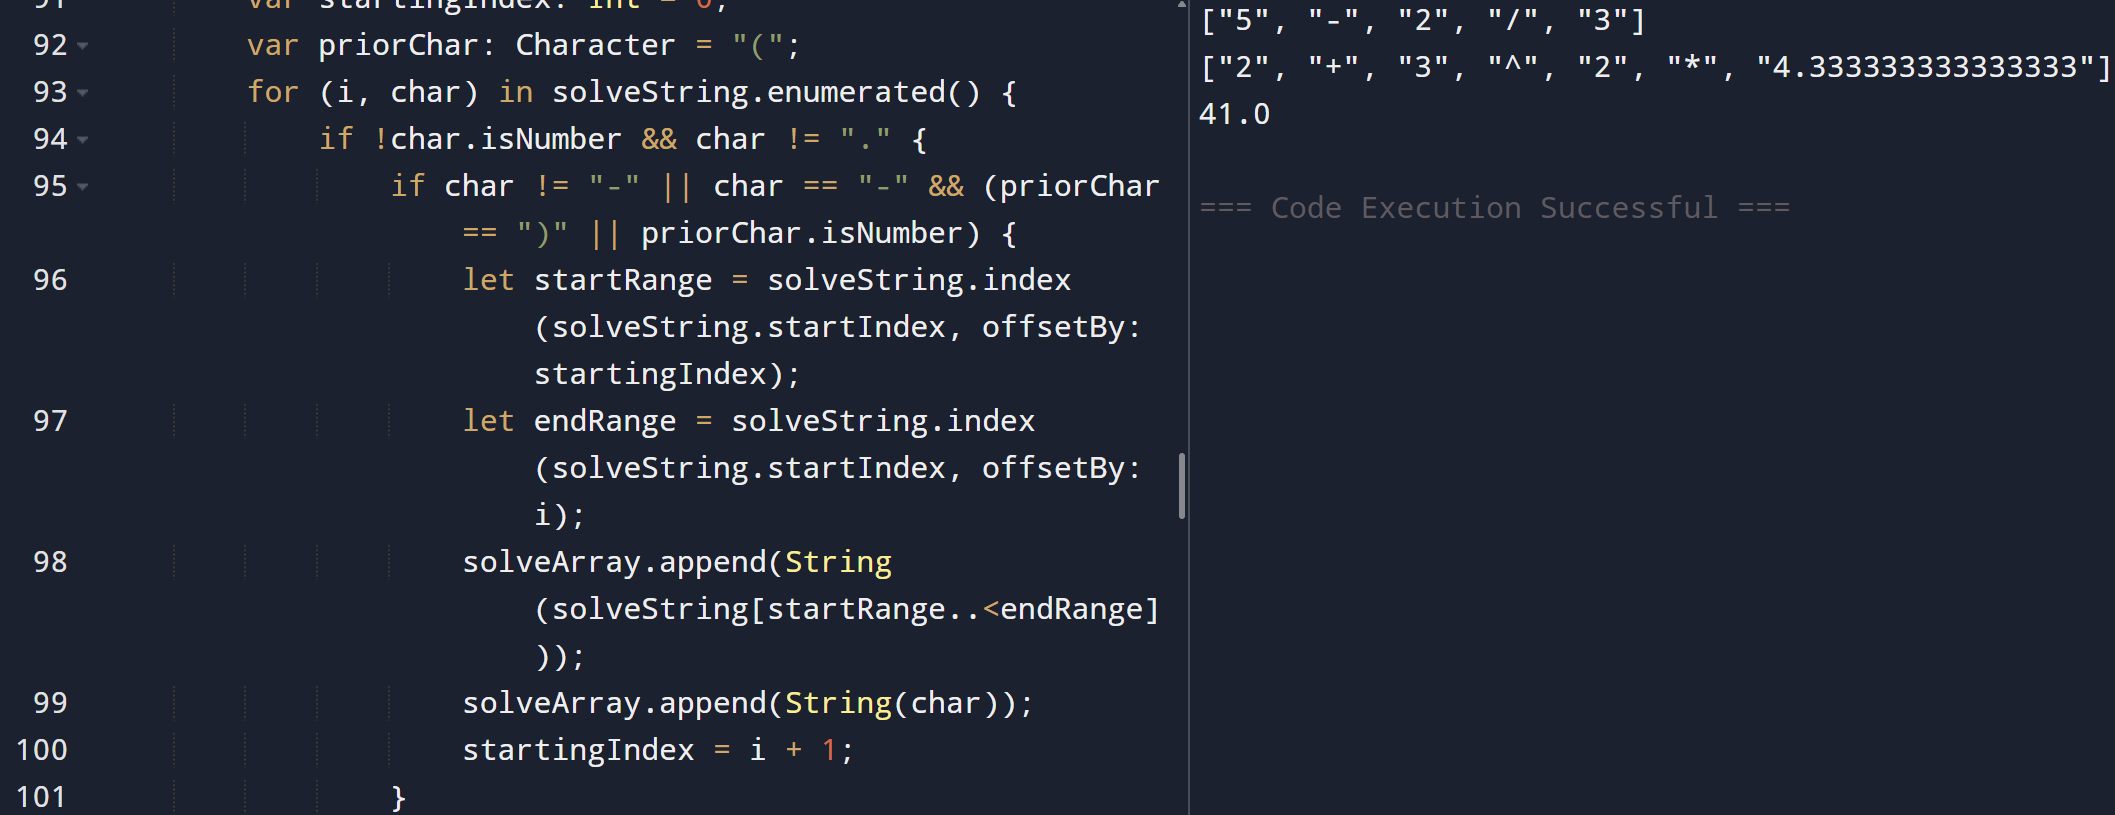 91 var startingIndex: Int = 0;
92 var priorChar: Character = "(";
93 for (i, char) in solveString.enumerated() {
94 if !char.isNumber && char != "." {
95 if char != "-" || char == "-" && (priorChar
== ")" || priorChar.isNumber) {
96 let startRange = solveString.index
(solveString.startIndex, offsetBy:
startingIndex);
97 let endRange = solveString.index
(solveString.startIndex, offsetBy:
i);
98 solveArray.append(String
(solveString[startRange..<endRange]
));
99 solveArray.append(String(char));
100 startingIndex = i + 1;
101 }
["5", "-", "2", "/", "3"]
["2", "+", "3", "^", "2", "*", "4.333333333333333"]
41.0
=== Code Execution Successful ===